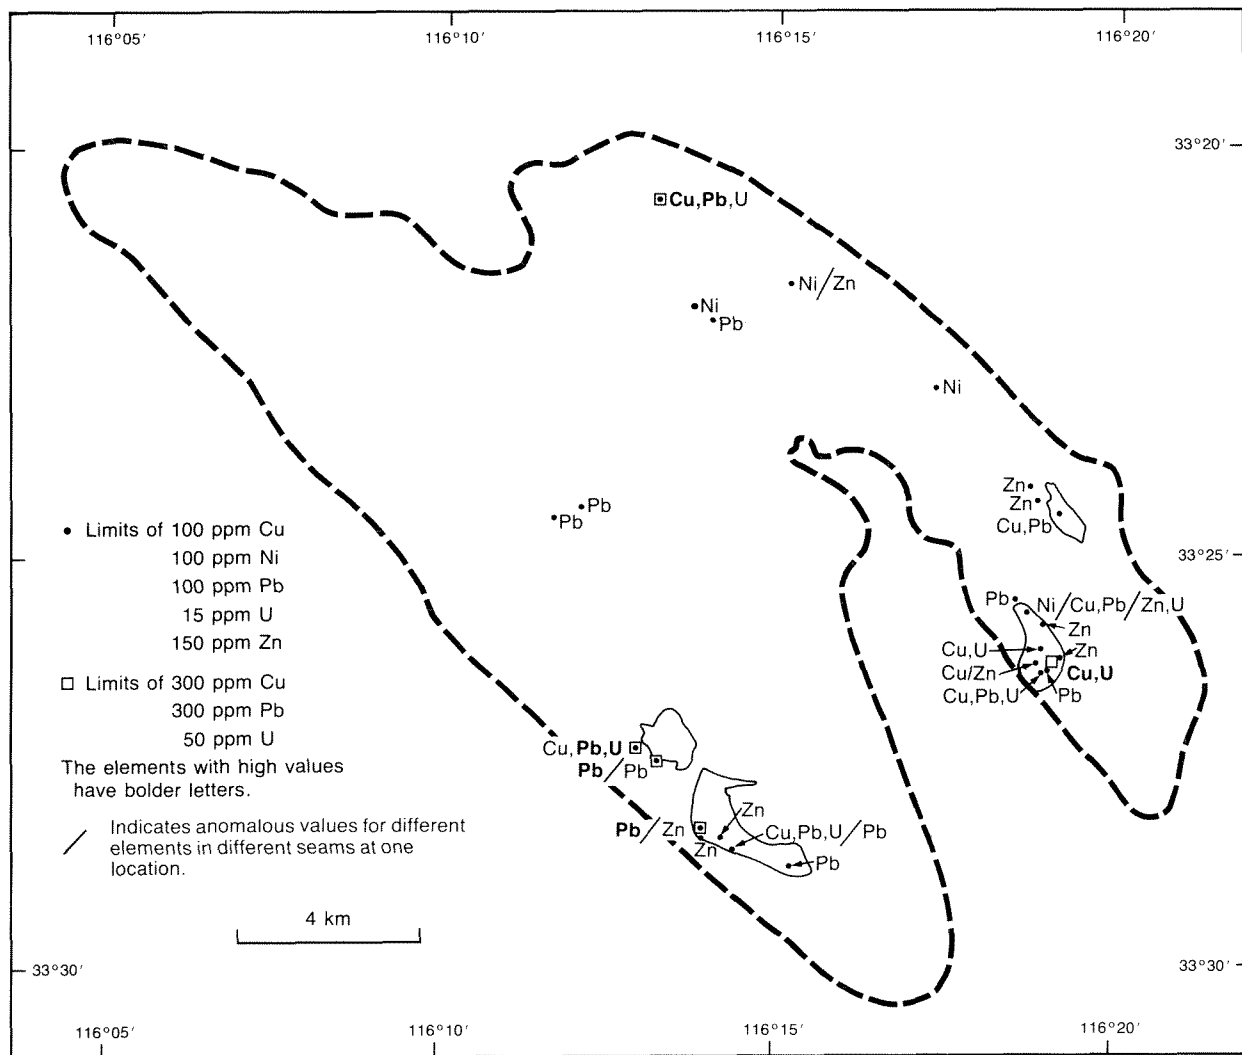 116°05′ 116°10′ 116°15′ 116°20′
33°20′
Cu,Pb,U
Ni/Zn
Ni
Pb
Ni
Zn
Zn
Cu,Pb
Pb
Pb
33°25′
Pb
Ni/Cu,Pb/Zn,U
Zn
Cu,U
Zn
Cu/Zn
Cu,U
Cu,Pb,U
Pb
• Limits of 100 ppm Cu
100 ppm Ni
100 ppm Pb
15 ppm U
150 ppm Zn
□ Limits of 300 ppm Cu
300 ppm Pb
50 ppm U
The elements with high values
have bolder letters.
/ Indicates anomalous values for different
elements in different seams at one
location.
4 km
Cu,Pb,U
Pb/Pb
Zn
Pb/Zn
Cu,Pb,U/Pb
Zn
Pb
33°30′ 33°30′
116°05′ 116°10′ 116°15′ 116°20′